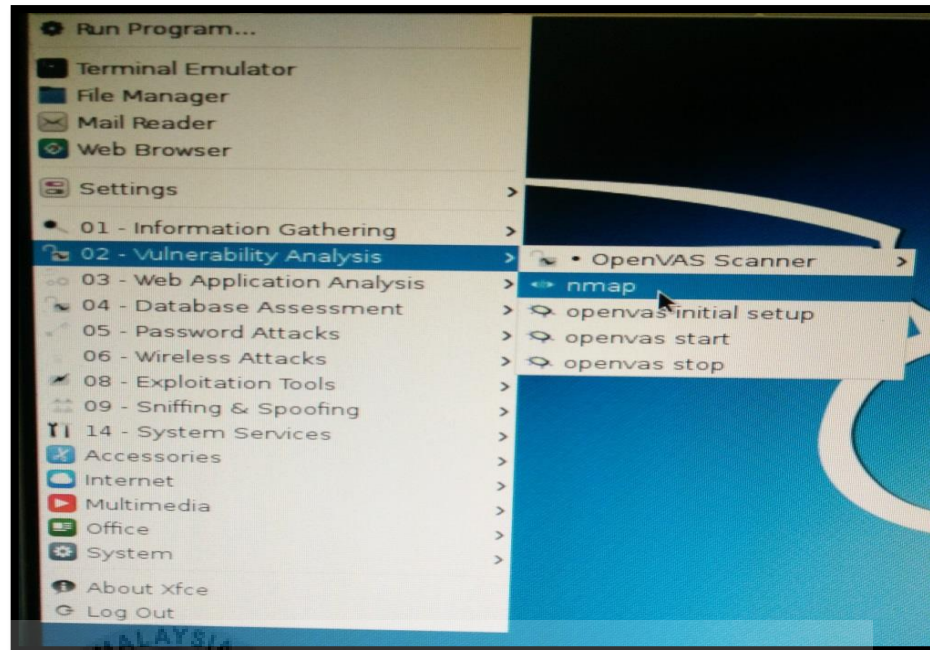 Run Program...
Terminal Emulator
File Manager
Mail Reader
Web Browser
Settings
01 - Information Gathering
02 - Vulnerability Analysis
03 - Web Application Analysis
04 - Database Assessment
05 - Password Attacks
06 - Wireless Attacks
08 - Exploitation Tools
09 - Sniffing & Spoofing
14 - System Services
Accessories
Internet
Multimedia
Office
System
About Xfce
Log Out
• OpenVAS Scanner
nmap
openvas initial setup
openvas start
openvas stop
MALAYSIA